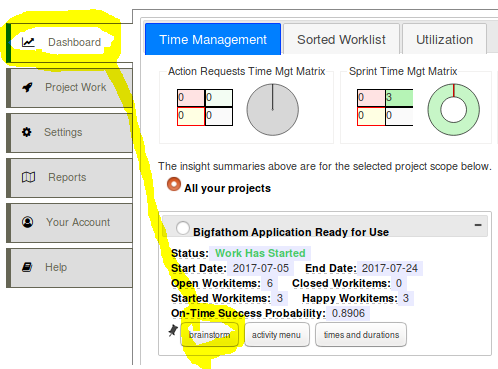 Dashboard
Project Work
Settings
Reports
Your Account
Help
Time Management Sorted Worklist Utilization
Action Requests Time Mgt Matrix Sprint Time Mgt Matrix
0 0 0 3
0 0 0 0
The insight summaries above are for the selected project scope below.
All your projects
Bigfathom Application Ready for Use
Status: Work Has Started
Start Date: 2017-07-05 End Date: 2017-07-24
Open Workitems: 6 Closed Workitems: 0
Started Workitems: 3 Happy Workitems: 3
On-Time Success Probability: 0.8906
brainstorm activity menu times and durations